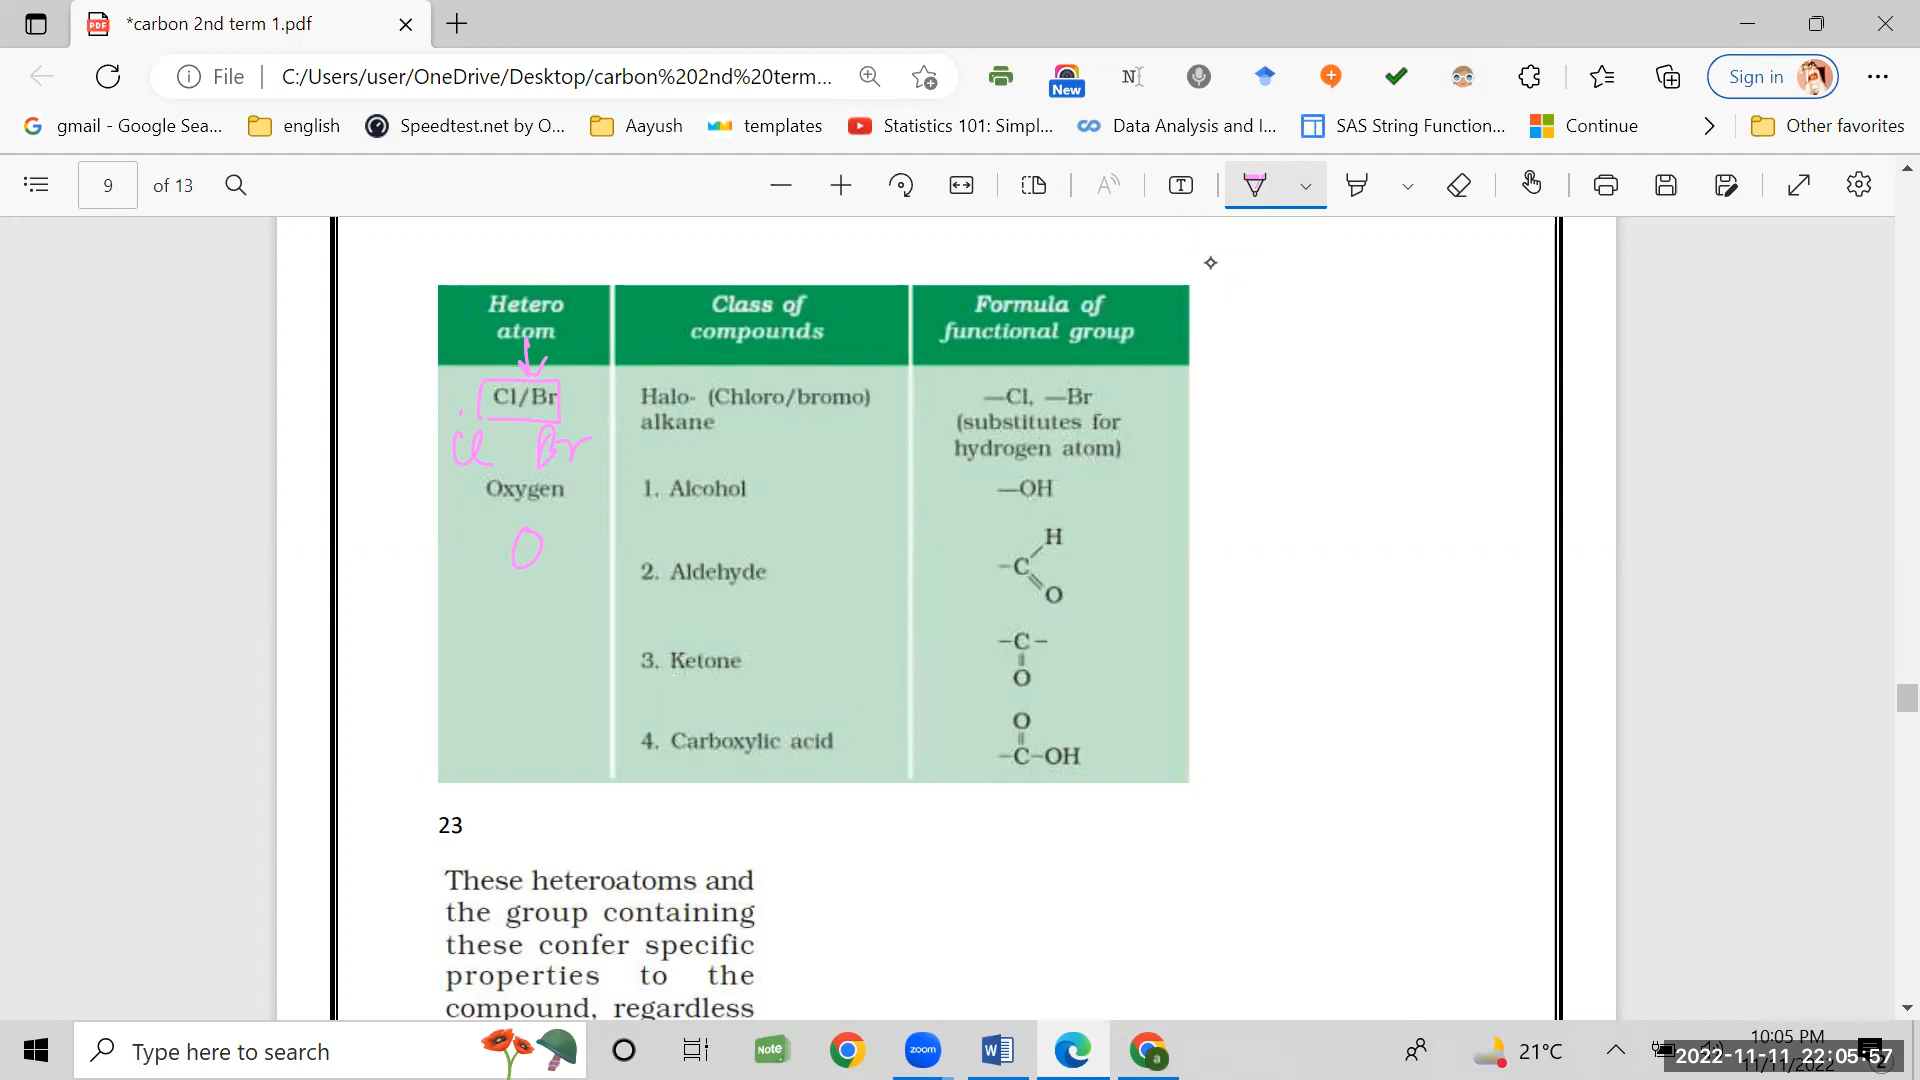 *carbon 2nd term 1.pdf
File
C:/Users/user/OneDrive/Desktop/carbon%202nd%20term...
New
Sign in
gmail - Google Sea...
english
Speedtest.net by O...
Aayush
templates
Statistics 101: Simpl...
Data Analysis and I...
SAS String Function...
Continue
Other favorites
9 of 13
Hetero atom
Class of compounds
Formula of functional group
Cl/Br
Halo- (Chloro/bromo) alkane
—Cl, —Br
(substitutes for
hydrogen atom)
Cl Br
Oxygen
1. Alcohol
—OH
O
2. Aldehyde
H
–C
O
3. Ketone
–C–
O
4. Carboxylic acid
O
–C–OH
23
These heteroatoms and
the group containing
these confer specific
properties to the
compound, regardless
Type here to search
Note
zoom
21°C
10:05 PM
2022-11-11 22:05:57